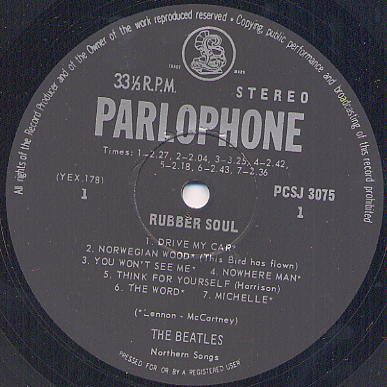 All rights of the Record Producer and of the Owner of the work reproduced reserved • Copying, public performance and broadcasting of this record prohibited
TRADE MARK
33⅓ R.P.M.
STEREO
PARLOPHONE
Times: 1-2.27, 2-2.04, 3-3.25, 4-2.42,
5-2.18, 6-2.43, 7-2.36
(YEX.178)
1
PCSJ 3075
1
RUBBER SOUL
1. DRIVE MY CAR*
2. NORWEGIAN WOOD* (This Bird has flown)
3. YOU WON'T SEE ME* 4. NOWHERE MAN*
5. THINK FOR YOURSELF (Harrison)
6. THE WORD* 7. MICHELLE*
(*Lennon - McCartney)
THE BEATLES
Northern Songs
PRESSED FOR OR BY A REGISTERED USER